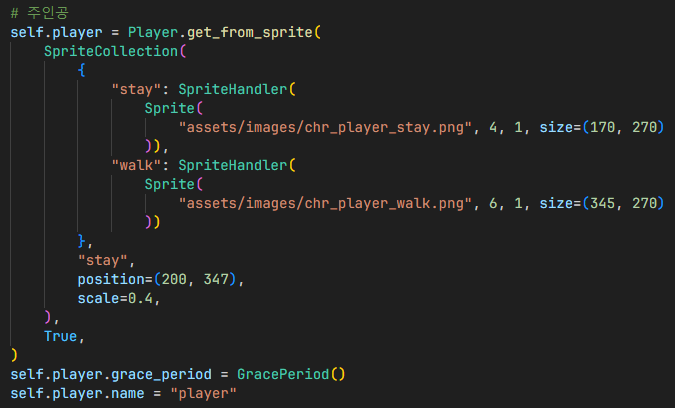 # 주인공
self.player = Player.get_from_sprite(
    SpriteCollection(
        {
            "stay": SpriteHandler(
                Sprite(
                    "assets/images/chr_player_stay.png", 4, 1, size=(170, 270)
                )),
            "walk": SpriteHandler(
                Sprite(
                    "assets/images/chr_player_walk.png", 6, 1, size=(345, 270)
                ))
        },
        "stay",
        position=(200, 347),
        scale=0.4,
    ),
    True,
)
self.player.grace_period = GracePeriod()
self.player.name = "player"